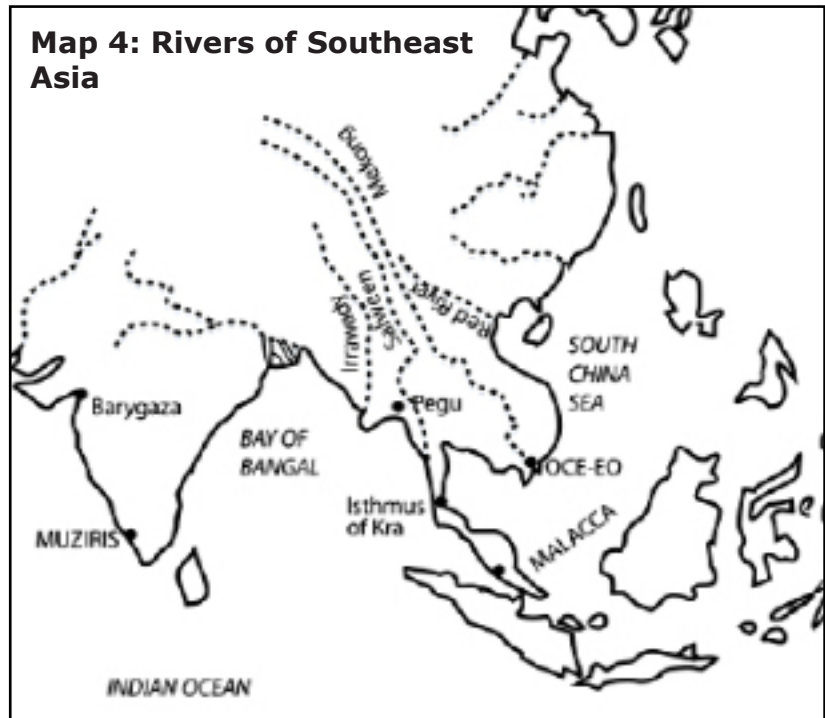 Map 4: Rivers of Southeast
Asia
Mekong
Salween
Irrawady
Red River
SOUTH
CHINA
SEA
Barygaza
Pegu
BAY OF
BANGAL
OCE-EO
Isthmus
of Kra
MUZIRIS
MALACCA
INDIAN OCEAN